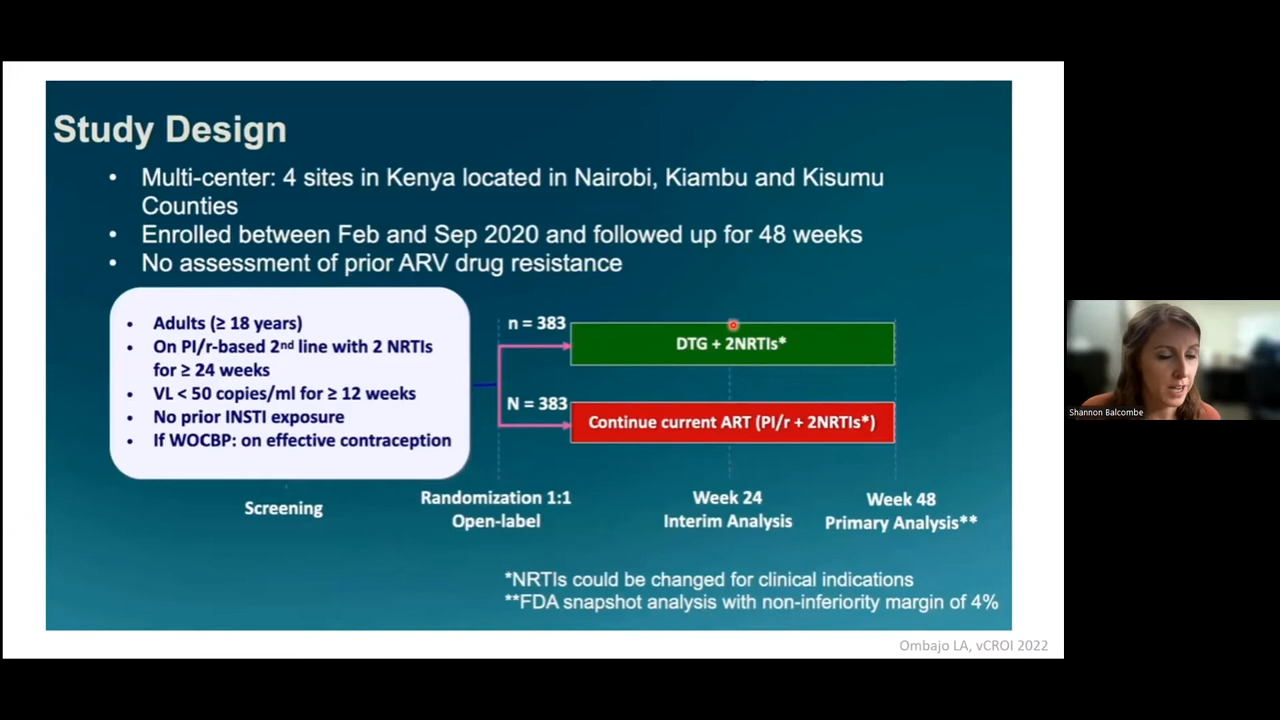 Study Design
• Multi-center: 4 sites in Kenya located in Nairobi, Kiambu and Kisumu
Counties
• Enrolled between Feb and Sep 2020 and followed up for 48 weeks
• No assessment of prior ARV drug resistance
• Adults (≥ 18 years)
• On PI/r-based 2nd line with 2 NRTIs
for ≥ 24 weeks
• VL < 50 copies/ml for ≥ 12 weeks
• No prior INSTI exposure
• If WOCBP: on effective contraception
n = 383
DTG + 2NRTIs*
N = 383
Continue current ART (PI/r + 2NRTIs*)
Screening
Randomization 1:1
Open-label
Week 24
Interim Analysis
Week 48
Primary Analysis**
*NRTIs could be changed for clinical indications
**FDA snapshot analysis with non-inferiority margin of 4%
Ombajo LA, vCROI 2022
Shannon Balcombe